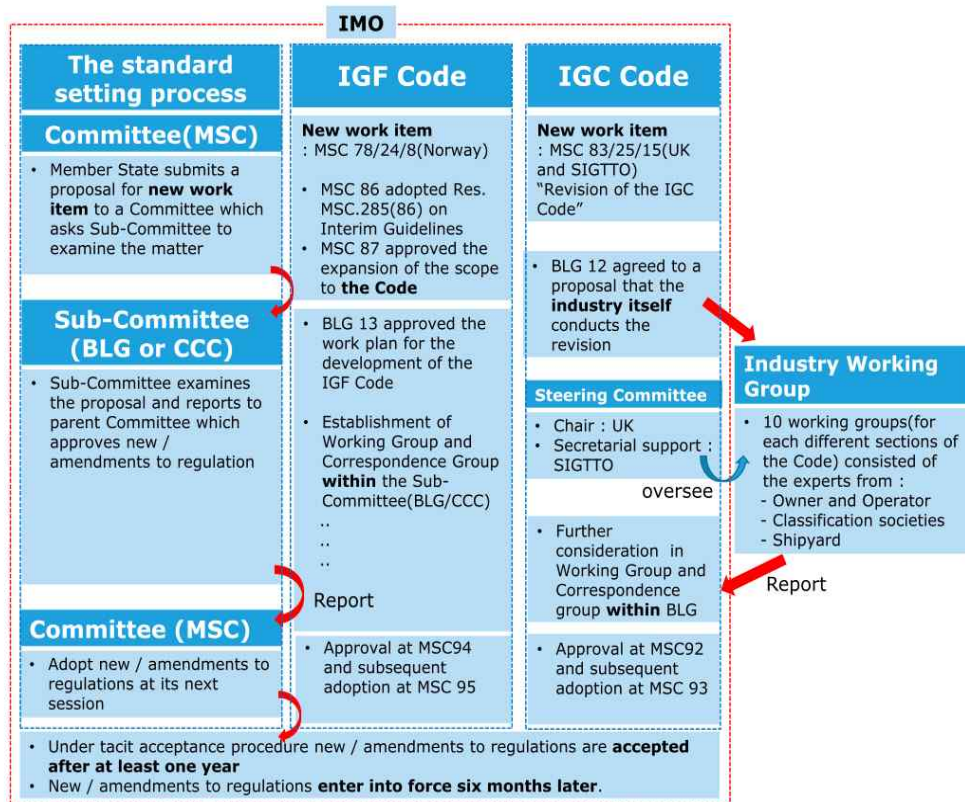 IMO
The standard
setting process
Committee(MSC)
• Member State submits a
proposal for new work
item to a Committee which
asks Sub-Committee to
examine the matter
Sub-Committee
(BLG or CCC)
• Sub-Committee examines
the proposal and reports to
parent Committee which
approves new /
amendments to regulation
Committee (MSC)
• Adopt new / amendments to
regulations at its next
session
IGF Code
New work item
: MSC 78/24/8(Norway)
• MSC 86 adopted Res.
MSC.285(86) on
Interim Guidelines
• MSC 87 approved the
expansion of the scope
to the Code
• BLG 13 approved the
work plan for the
development of the
IGF Code
• Establishment of
Working Group and
Correspondence Group
within the Sub-
Committee(BLG/CCC)
..
..
..
Report
• Approval at MSC94
and subsequent
adoption at MSC 95
IGC Code
New work item
: MSC 83/25/15(UK
and SIGTTO)
“Revision of the IGC
Code”
• BLG 12 agreed to a
proposal that the
industry itself
conducts the
revision
Steering Committee
• Chair : UK
• Secretarial support :
SIGTTO
oversee
• Further
consideration in
Working Group and
Correspondence
group within BLG
• Approval at MSC92
and subsequent
adoption at MSC 93
Industry Working
Group
• 10 working groups(for
each different sections of
the Code) consisted of
the experts from :
- Owner and Operator
- Classification societies
- Shipyard
Report
• Under tacit acceptance procedure new / amendments to regulations are accepted
after at least one year
• New / amendments to regulations enter into force six months later.